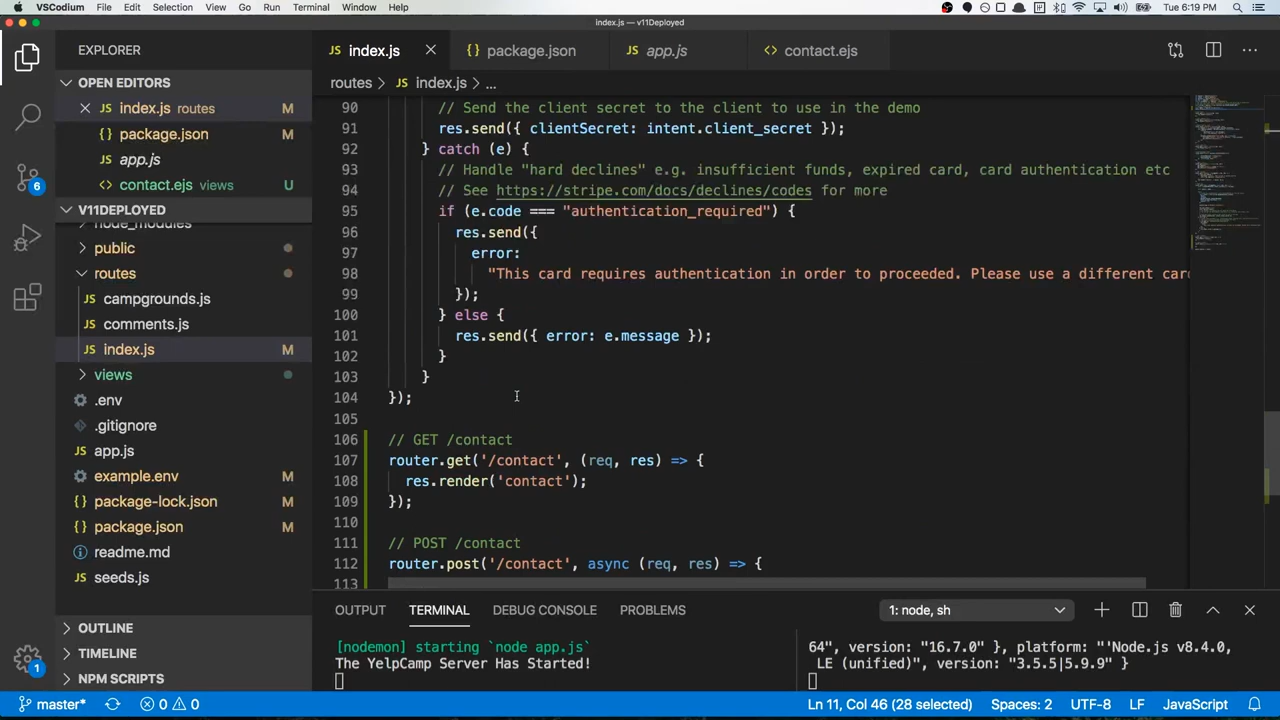 VSCodium File Edit Selection View Go Run Terminal Window Help Tue 6:19 PM
index.js — v11Deployed
EXPLORER
OPEN EDITORS
index.js routes M
package.json M
app.js
contact.ejs views U
6
V11DEPLOYED
node_modules
public
routes
campgrounds.js
comments.js
index.js M
views
.env
.gitignore
app.js
example.env M
package-lock.json M
package.json M
readme.md
seeds.js
OUTLINE
TIMELINE
NPM SCRIPTS
1
index.js package.json app.js contact.ejs
routes > index.js > ...
90 // Send the client secret to the client to use in the demo
91 res.send({ clientSecret: intent.client_secret });
92 } catch (e) {
93 // Handle "hard declines" e.g. insufficient funds, expired card, card authentication etc
94 // See https://stripe.com/docs/declines/codes for more
95 if (e.code === "authentication_required") {
96 res.send({
97 error:
98 "This card requires authentication in order to proceeded. Please use a different car
99 });
100 } else {
101 res.send({ error: e.message });
102 }
103 }
104 });
105
106 // GET /contact
107 router.get('/contact', (req, res) => {
108 res.render('contact');
109 });
110
111 // POST /contact
112 router.post('/contact', async (req, res) => {
113
OUTPUT TERMINAL DEBUG CONSOLE PROBLEMS 1: node, sh
[nodemon] starting `node app.js`
The YelpCamp Server Has Started!
64", version: "16.7.0" }, platform: "'Node.js v8.4.0,
LE (unified)", version: "3.5.5|5.9.9" }
master* 0 0 Ln 11, Col 46 (28 selected) Spaces: 2 UTF-8 LF JavaScript